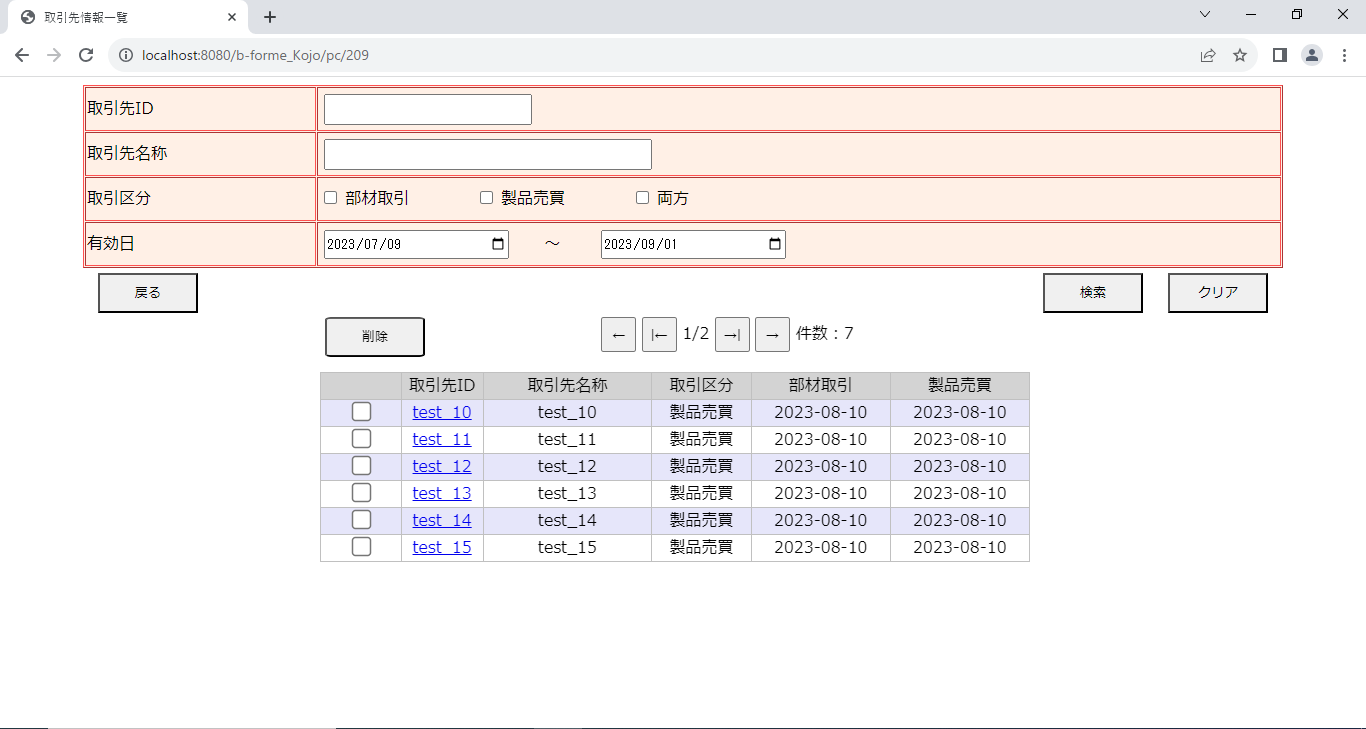 取引先情報一覧
localhost:8080/b-forme_Kojo/pc/209
取引先ID
取引先名称
取引区分 部材取引 製品売買 両方
有効日 2023/07/09 ～ 2023/09/01
戻る 検索 クリア
削除 ← |← 1/2 →| → 件数：7
取引先ID 取引先名称 取引区分 部材取引 製品売買
test_10 test_10 製品売買 2023-08-10 2023-08-10
test_11 test_11 製品売買 2023-08-10 2023-08-10
test_12 test_12 製品売買 2023-08-10 2023-08-10
test_13 test_13 製品売買 2023-08-10 2023-08-10
test_14 test_14 製品売買 2023-08-10 2023-08-10
test_15 test_15 製品売買 2023-08-10 2023-08-10